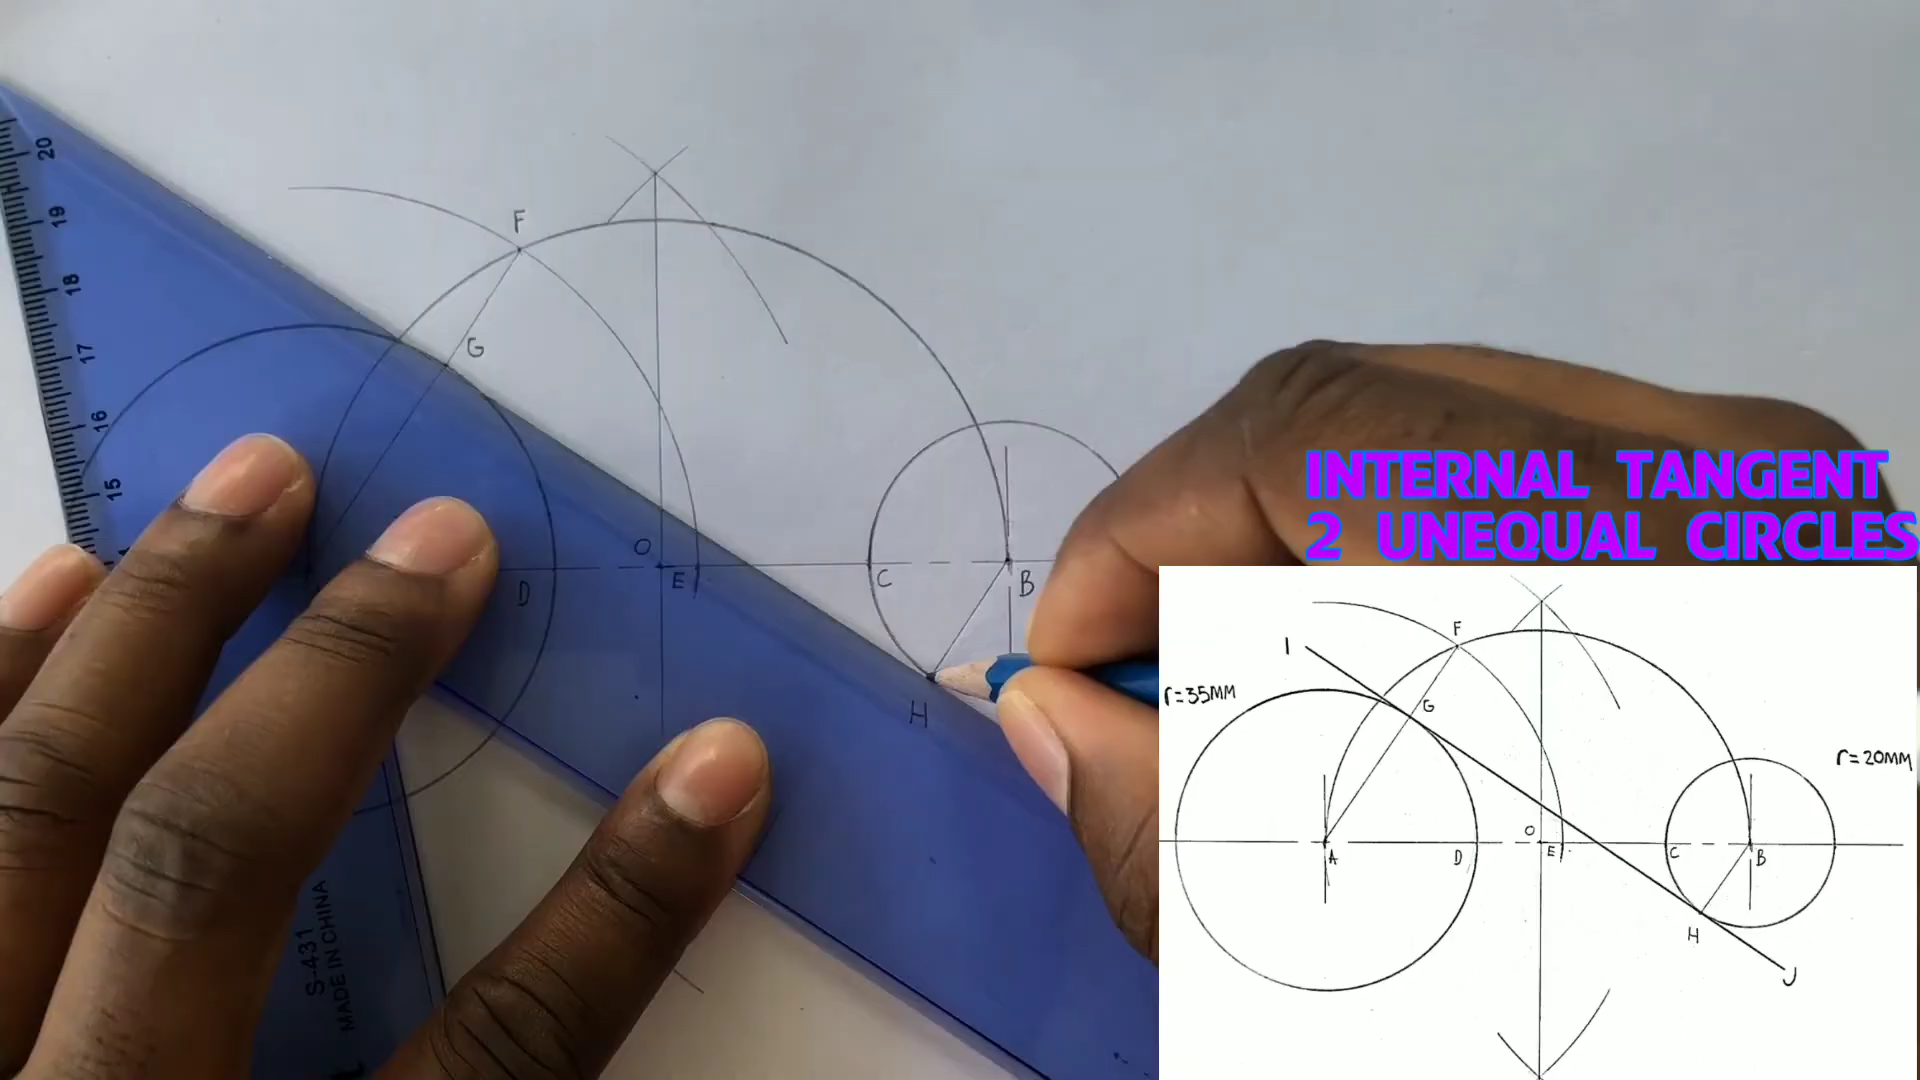 20
19
18
17
16
15
F
G
O
E
D
C
B
H
S-431
MADE IN CHINA
INTERNAL TANGENT
2 UNEQUAL CIRCLES
F
I
r=35MM
G
r=20MM
O
A
D
E
C
B
H
J